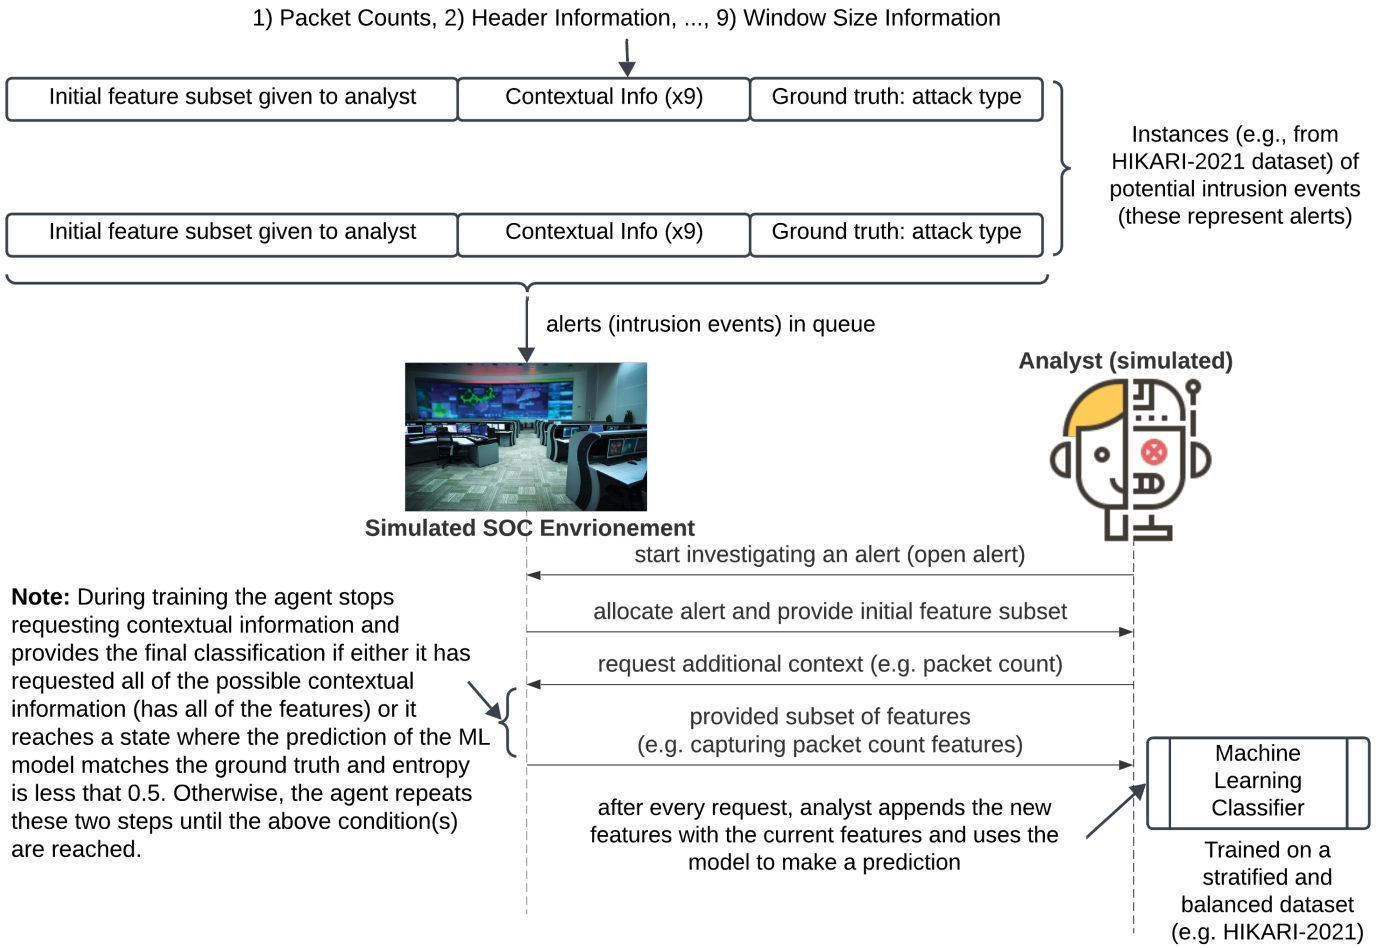 1) Packet Counts, 2) Header Information, ..., 9) Window Size Information
Initial feature subset given to analyst
Contextual Info (x9)
Ground truth: attack type
Instances (e.g., from
HIKARI-2021 dataset) of
potential intrusion events
(these represent alerts)
Initial feature subset given to analyst
Contextual Info (x9)
Ground truth: attack type
alerts (intrusion events) in queue
Analyst (simulated)
Simulated SOC Envrionement
start investigating an alert (open alert)
allocate alert and provide initial feature subset
request additional context (e.g. packet count)
provided subset of features
(e.g. capturing packet count features)
Note: During training the agent stops
requesting contextual information and
provides the final classification if either it has
requested all of the possible contextual
information (has all of the features) or it
reaches a state where the prediction of the ML
model matches the ground truth and entropy
is less that 0.5. Otherwise, the agent repeats
these two steps until the above condition(s)
are reached.
after every request, analyst appends the new
features with the current features and uses the
model to make a prediction
Machine
Learning
Classifier
Trained on a
stratified and
balanced dataset
(e.g. HIKARI-2021)